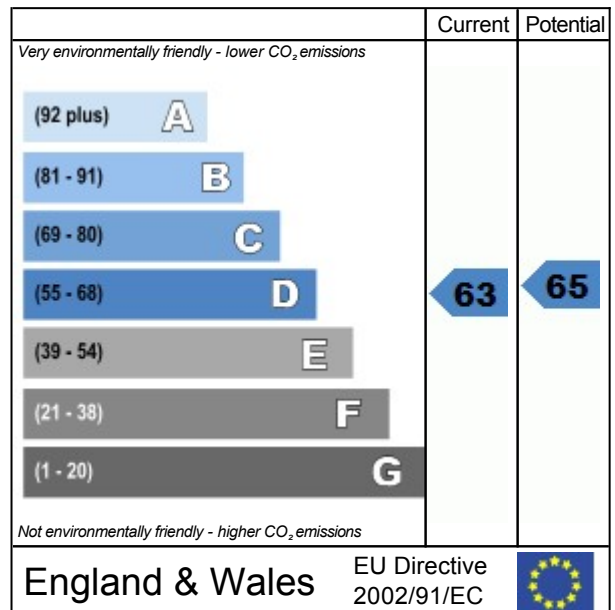 Current Potential
Very environmentally friendly - lower CO₂ emissions
(92 plus) A
(81 - 91) B
(69 - 80) C
(55 - 68) D
63
65
(39 - 54) E
(21 - 38) F
(1 - 20) G
Not environmentally friendly - higher CO₂ emissions
England & Wales
EU Directive
2002/91/EC